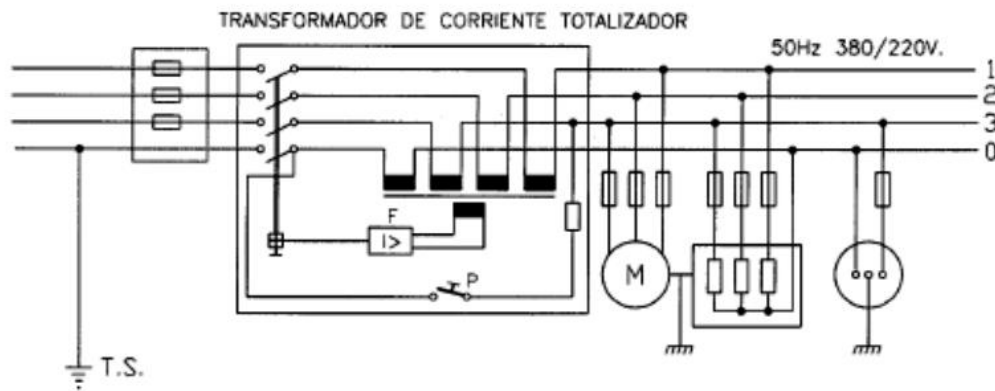 TRANSFORMADOR DE CORRIENTE TOTALIZADOR
50Hz 380/220V.
1
2
3
0
F
I>
P
M
T.S.